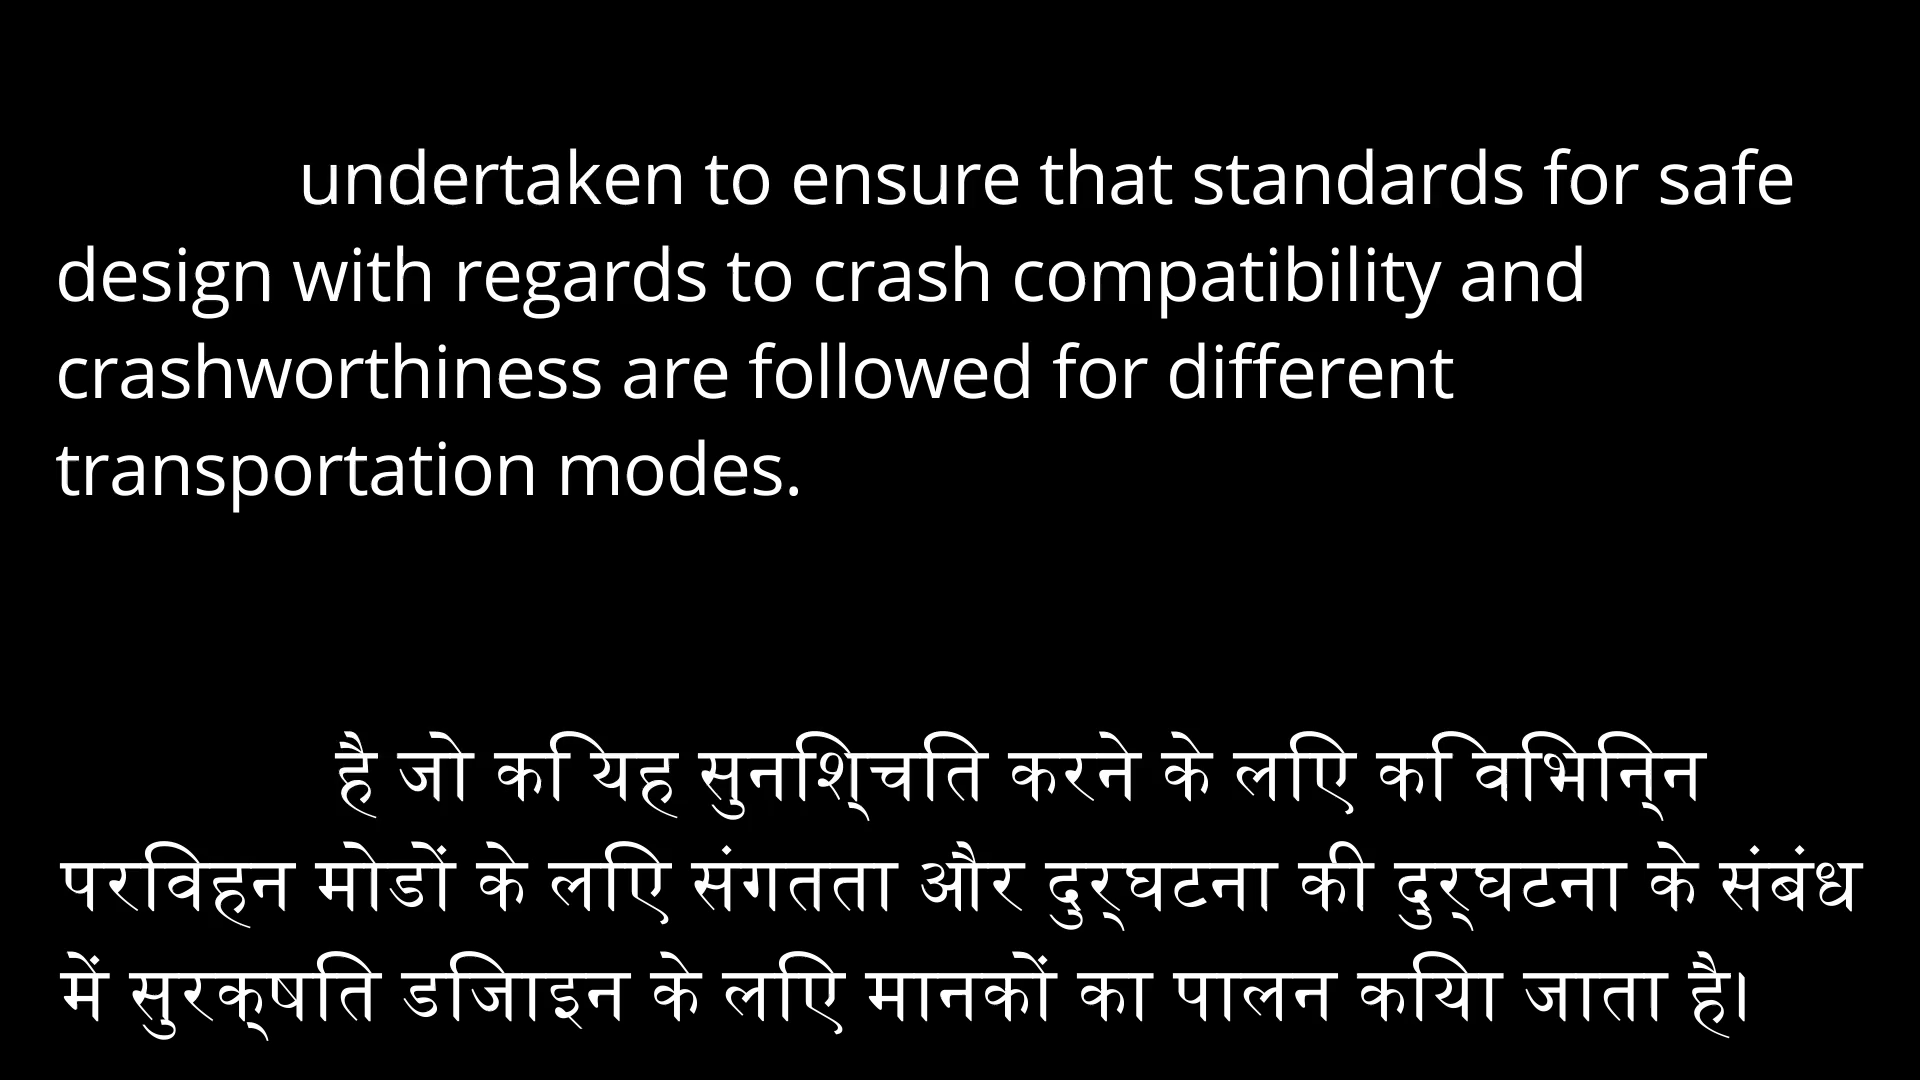 undertaken to ensure that standards for safe
design with regards to crash compatibility and
crashworthiness are followed for different
transportation modes.
है जो कि यह सुनिश्चित करने के लिए कि विभिन्न
परिवहन मोडों के लिए संगतता और दुर्घटना की दुर्घटना के संबंध
में सुरक्षित डिजाइन के लिए मानकों का पालन किया जाता है।